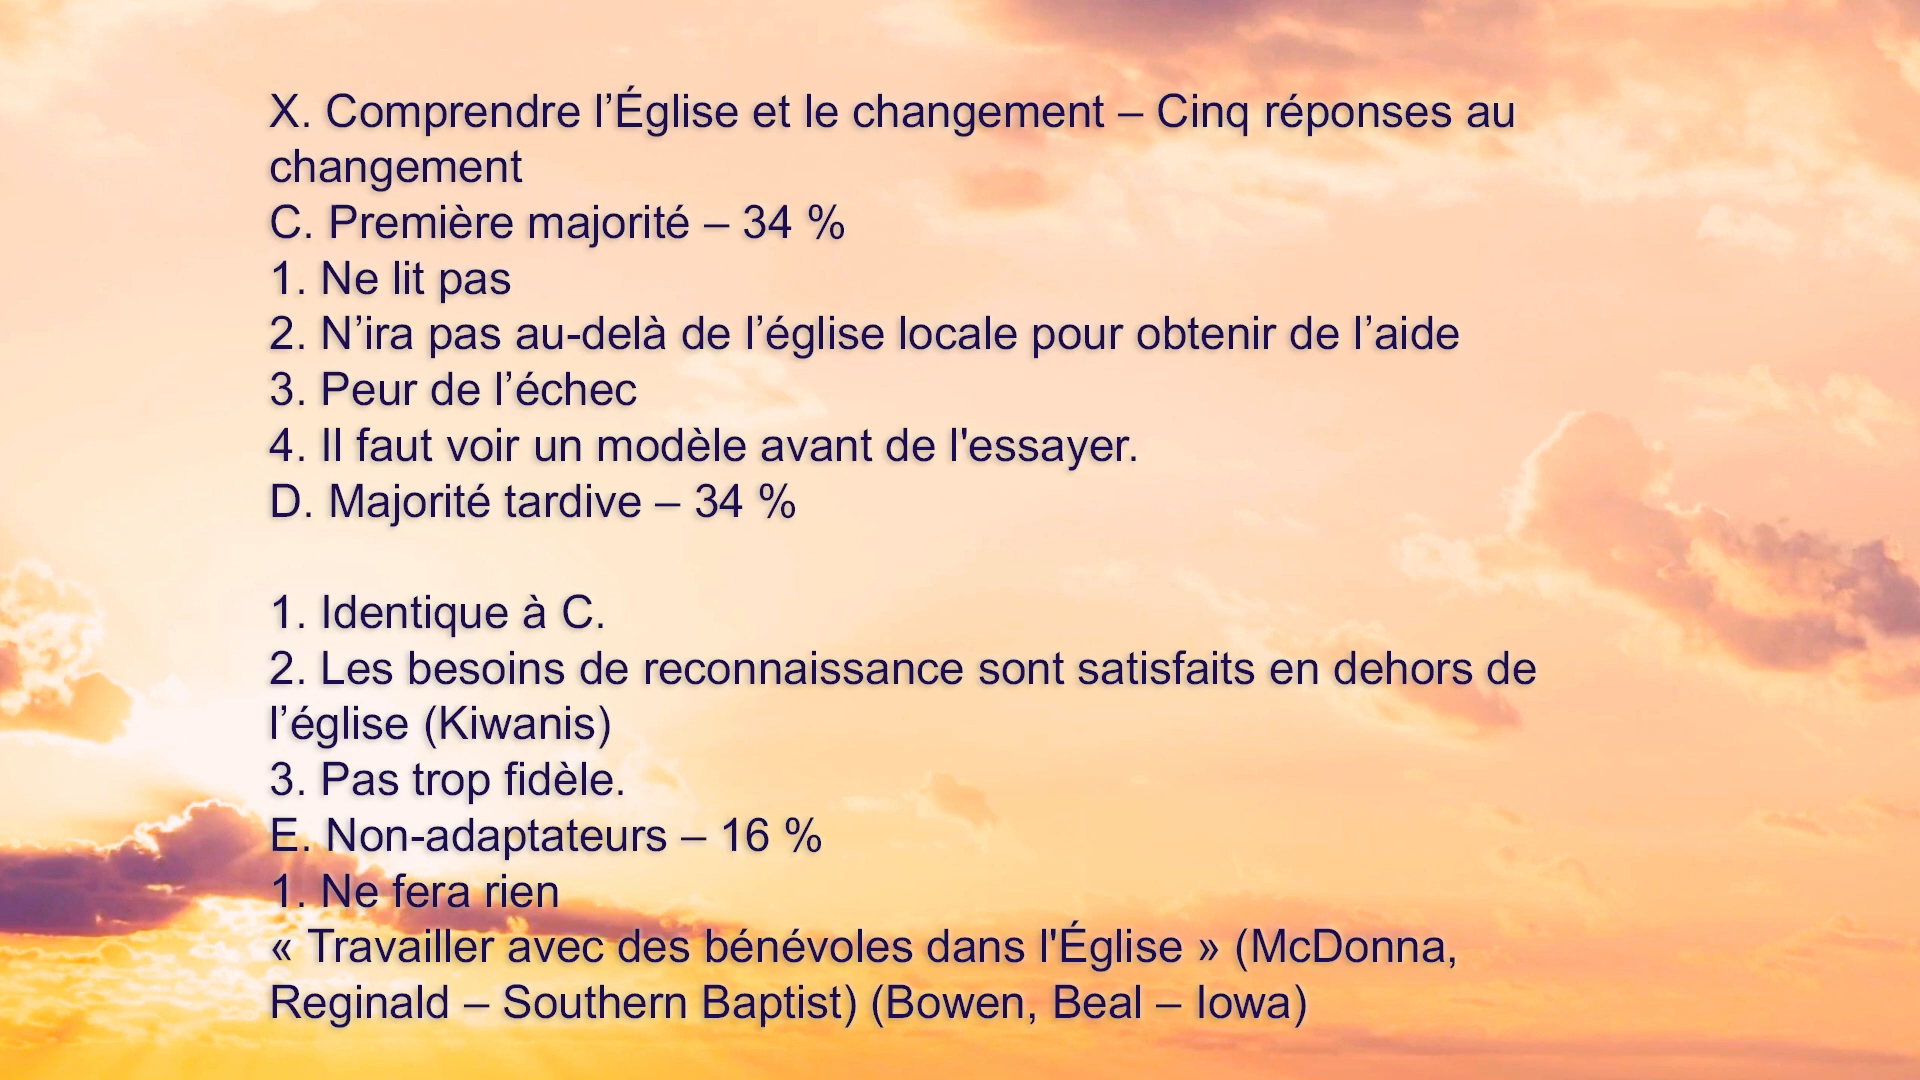 X. Comprendre l’Église et le changement – Cinq réponses au
changement
C. Première majorité – 34 %
1. Ne lit pas
2. N’ira pas au-delà de l’église locale pour obtenir de l’aide
3. Peur de l’échec
4. Il faut voir un modèle avant de l'essayer.
D. Majorité tardive – 34 %
1. Identique à C.
2. Les besoins de reconnaissance sont satisfaits en dehors de
l’église (Kiwanis)
3. Pas trop fidèle.
E. Non-adaptateurs – 16 %
1. Ne fera rien
« Travailler avec des bénévoles dans l'Église » (McDonna,
Reginald – Southern Baptist) (Bowen, Beal – Iowa)